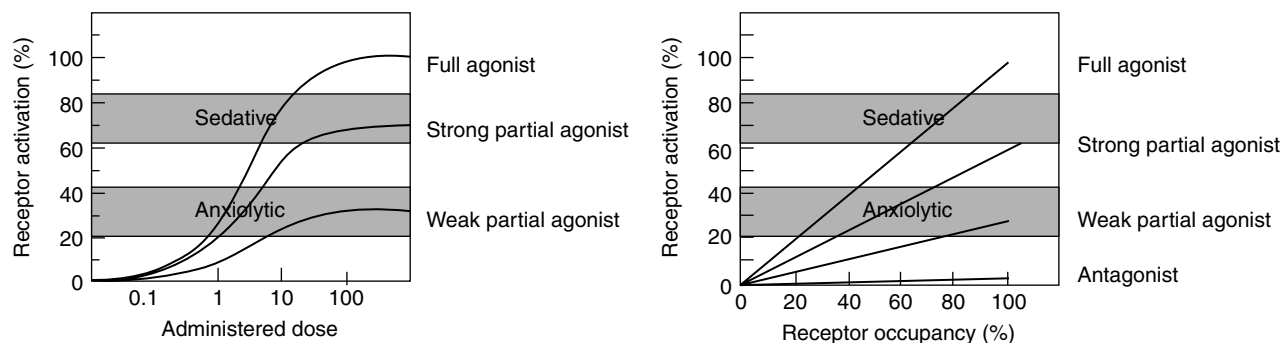 Receptor activation (%)
100
80
60
40
20
0
Sedative
Anxiolytic
0.1
1
10
100
Administered dose
Full agonist
Strong partial agonist
Weak partial agonist
Receptor activation (%)
100
80
60
40
20
0
Sedative
Anxiolytic
0
20
40
60
80
100
Receptor occupancy (%)
Full agonist
Strong partial agonist
Weak partial agonist
Antagonist